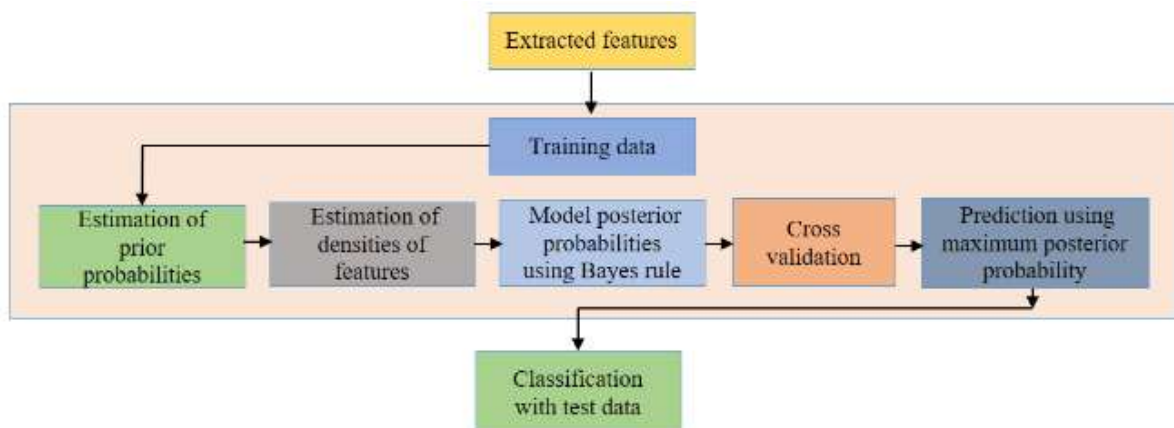 Extracted features
Training data
Estimation of
prior
probabilities
Estimation of
densities of
features
Model posterior
probabilities
using Bayes rule
Cross
validation
Prediction using
maximum posterior
probability
Classification
with test data